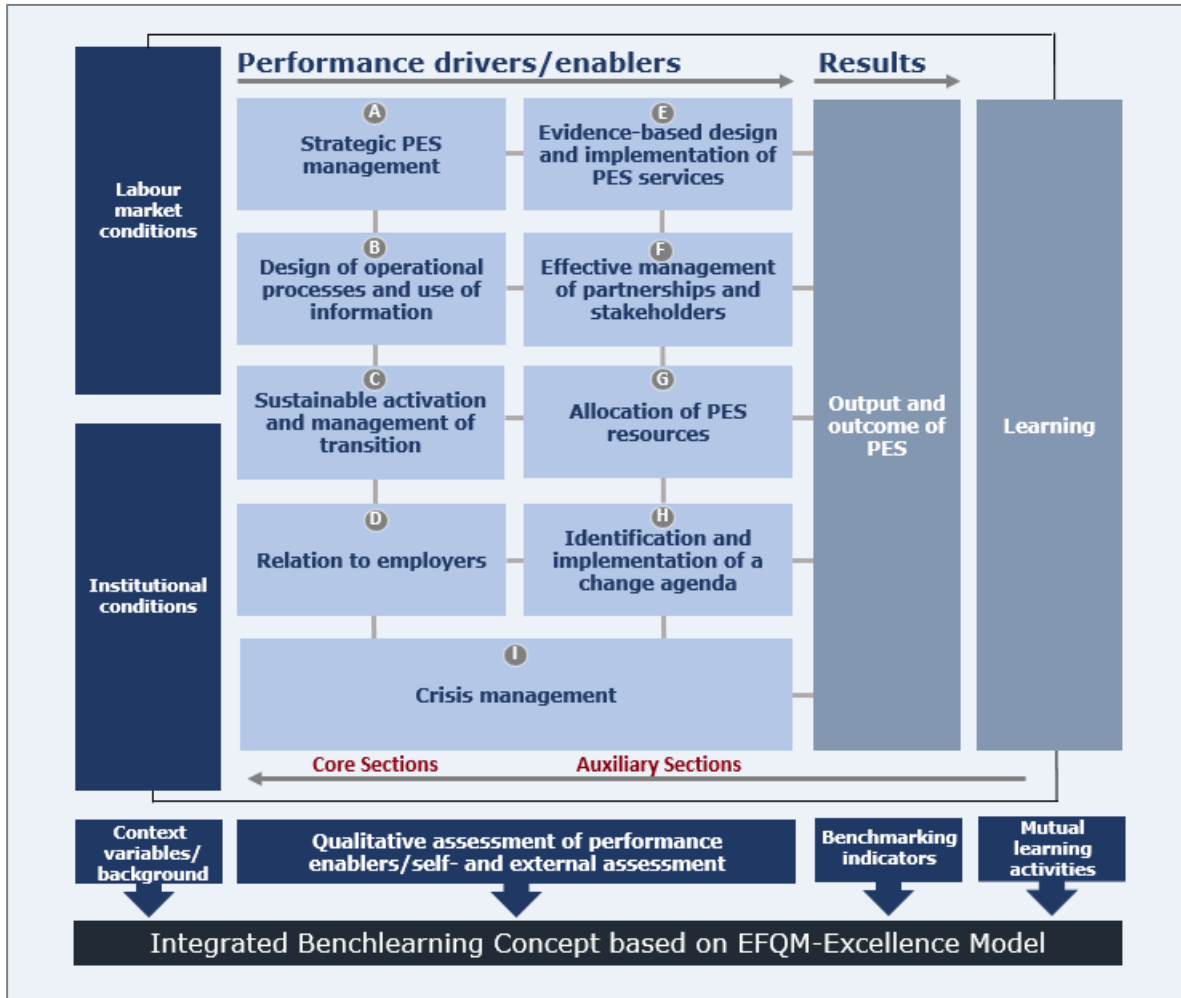 Performance drivers/enablers
Results
Labour
market
conditions
Institutional
conditions
A
Strategic PES
management
E
Evidence-based design
and implementation of
PES services
B
Design of operational
processes and use of
information
F
Effective management
of partnerships and
stakeholders
C
Sustainable activation
and management of
transition
G
Allocation of PES
resources
D
Relation to employers
H
Identification and
implementation of a
change agenda
I
Crisis management
Output and
outcome of
PES
Learning
Core Sections
Auxiliary Sections
Context
variables/
background
Qualitative assessment of performance
enablers/self- and external assessment
Benchmarking
indicators
Mutual
learning
activities
Integrated Benchlearning Concept based on EFQM-Excellence Model